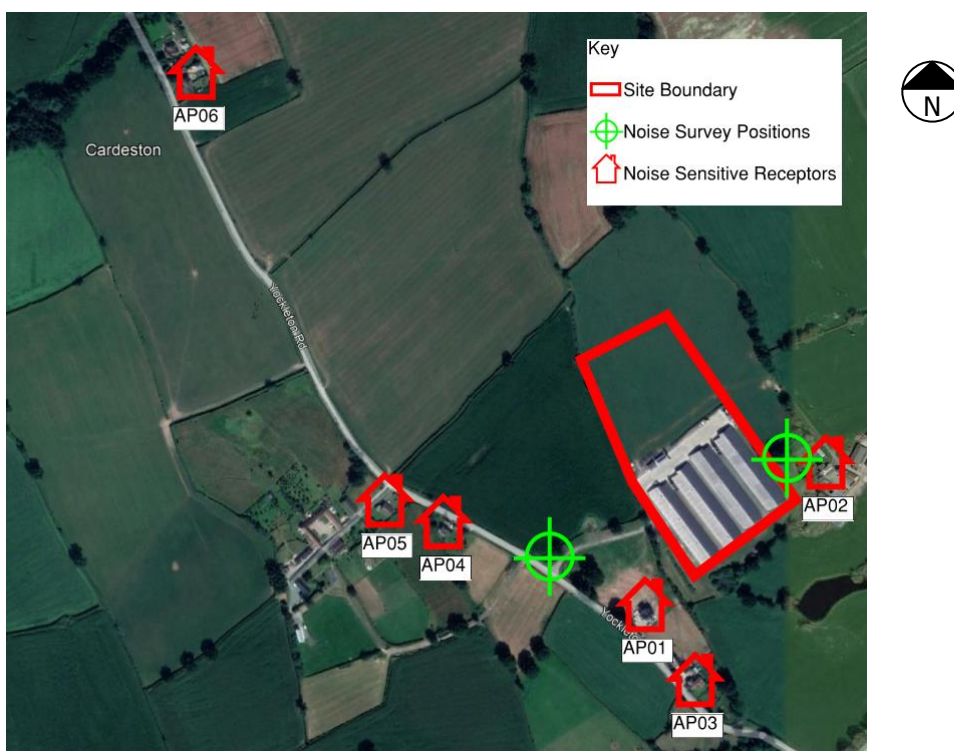 Key
Site Boundary
Noise Survey Positions
Noise Sensitive Receptors
N
AP06
Cardeston
Yockleton Rd
AP02
AP05
AP04
AP01
AP03